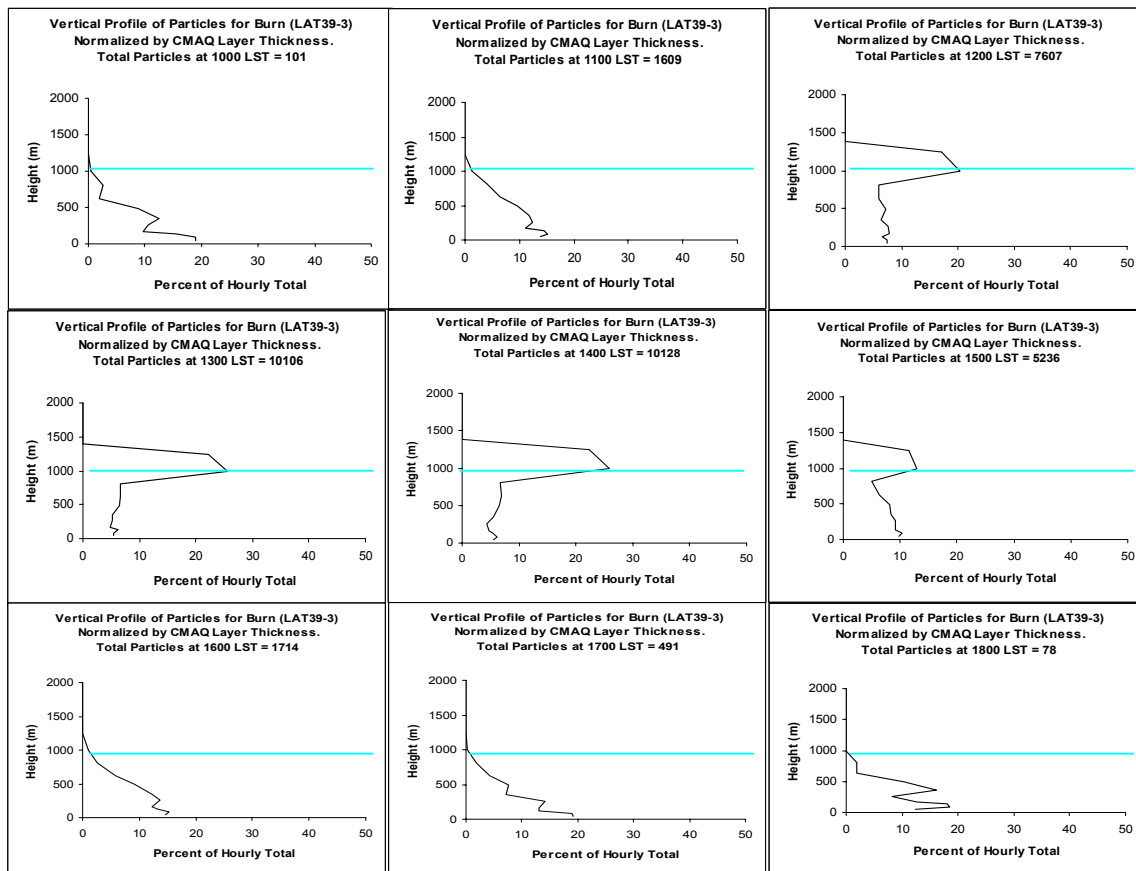 Vertical Profile of Particles for Burn (LAT39-3)
Normalized by CMAQ Layer Thickness.
Total Particles at 1000 LST = 101
2000
1500
1000
500
0
Height (m)
0 10 20 30 40 50
Percent of Hourly Total
Vertical Profile of Particles for Burn (LAT39-3)
Normalized by CMAQ Layer Thickness.
Total Particles at 1100 LST = 1609
2000
1500
1000
500
0
Height (m)
0 10 20 30 40 50
Percent of Hourly Total
Vertical Profile of Particles for Burn (LAT39-3)
Normalized by CMAQ Layer Thickness.
Total Particles at 1200 LST = 7607
2000
1500
1000
500
0
Height (m)
0 10 20 30 40 50
Percent of Hourly Total
Vertical Profile of Particles for Burn (LAT39-3)
Normalized by CMAQ Layer Thickness.
Total Particles at 1300 LST = 10106
2000
1500
1000
500
0
Height (m)
0 10 20 30 40 50
Percent of Hourly Total
Vertical Profile of Particles for Burn (LAT39-3)
Normalized by CMAQ Layer Thickness.
Total Particles at 1400 LST = 10128
2000
1500
1000
500
0
Height (m)
0 10 20 30 40 50
Percent of Hourly Total
Vertical Profile of Particles for Burn (LAT39-3)
Normalized by CMAQ Layer Thickness.
Total Particles at 1500 LST = 5236
2000
1500
1000
500
0
Height (m)
0 10 20 30 40 50
Percent of Hourly Total
Vertical Profile of Particles for Burn (LAT39-3)
Normalized by CMAQ Layer Thickness.
Total Particles at 1600 LST = 1714
2000
1500
1000
500
0
Height (m)
0 10 20 30 40 50
Percent of Hourly Total
Vertical Profile of Particles for Burn (LAT39-3)
Normalized by CMAQ Layer Thickness.
Total Particles at 1700 LST = 491
2000
1500
1000
500
0
Height (m)
0 10 20 30 40 50
Percent of Hourly Total
Vertical Profile of Particles for Burn (LAT39-3)
Normalized by CMAQ Layer Thickness.
Total Particles at 1800 LST = 78
2000
1500
1000
500
0
Height (m)
0 10 20 30 40 50
Percent of Hourly Total